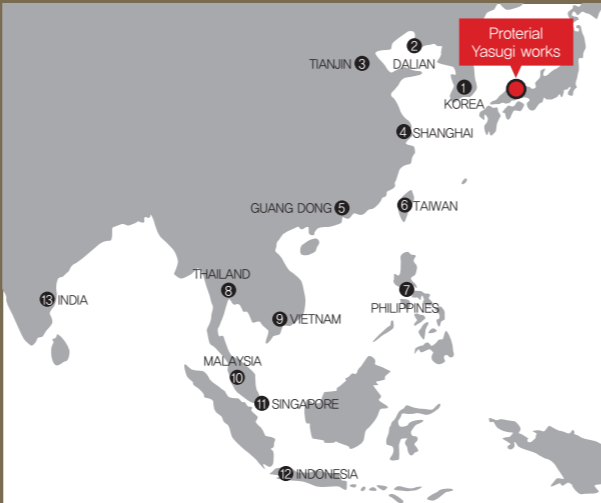 Proterial
Yasugi works
2
TIANJIN 3
DALIAN
1
KOREA
4 SHANGHAI
GUANG DONG 5
6 TAIWAN
THAILAND
8
7
PHILIPPINES
13 INDIA
9 VIETNAM
MALAYSIA
10
11 SINGAPORE
12 INDONESIA